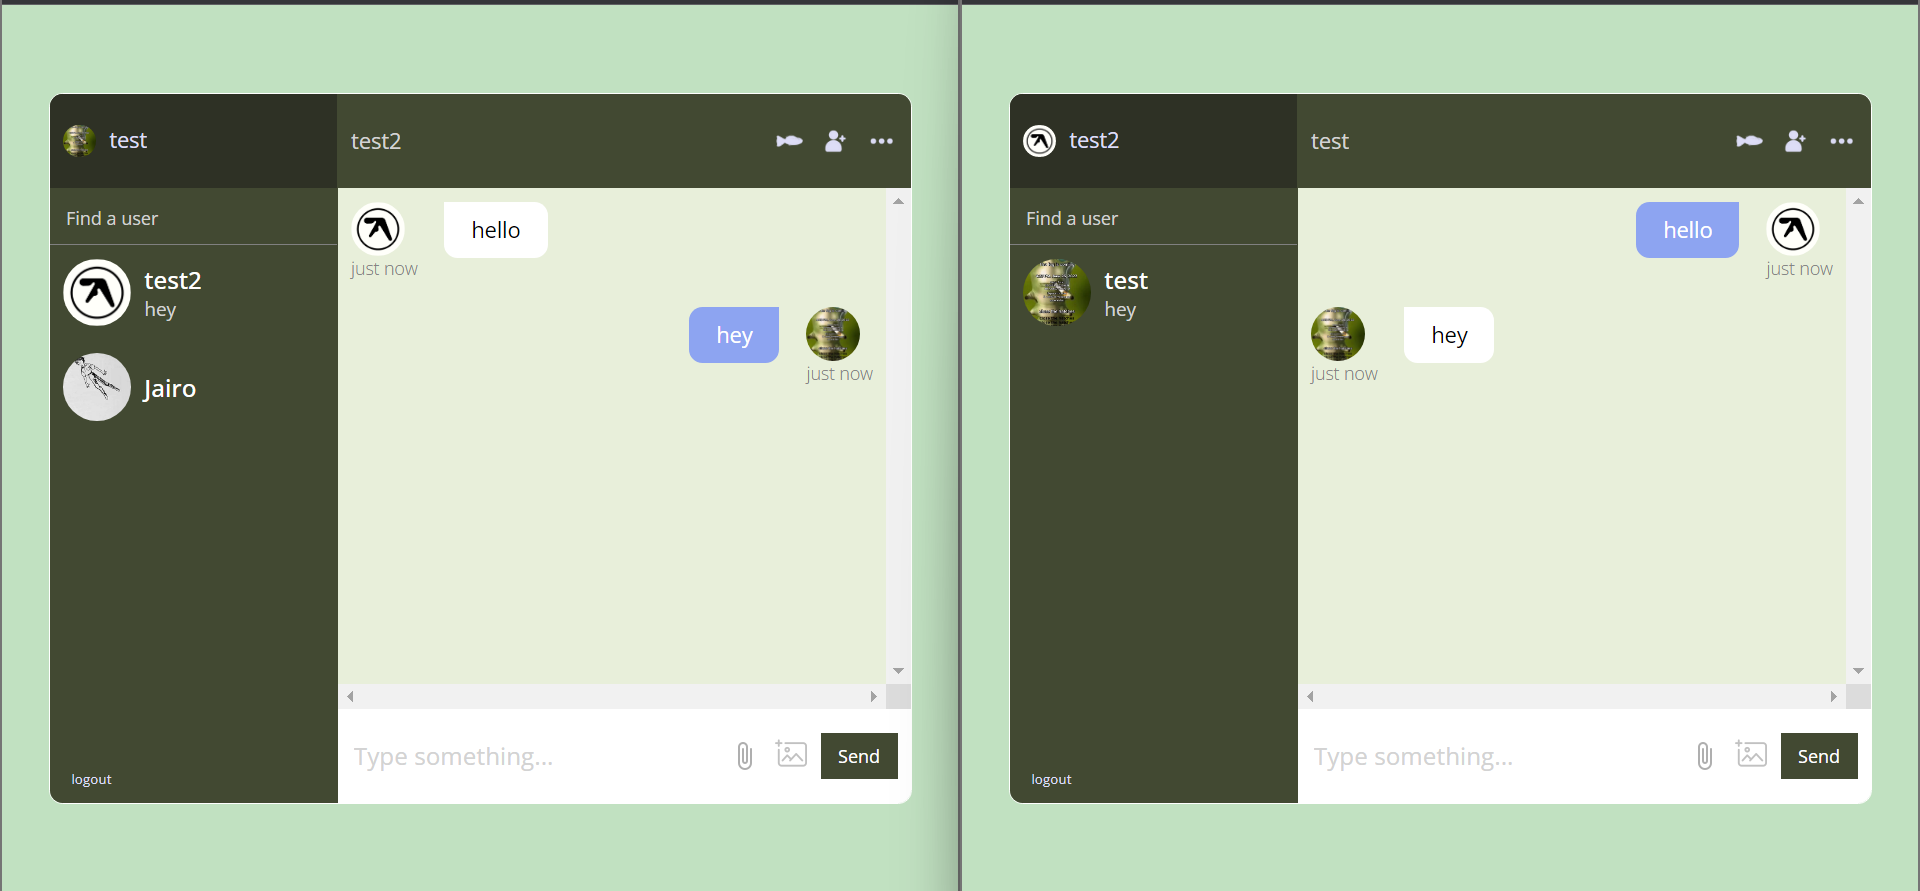 test
test2
Find a user
hello
just now
test2
hey
hey
just now
Jairo
Type something...
Send
logout
test2
test
Find a user
hello
just now
test
hey
hey
just now
Type something...
Send
logout